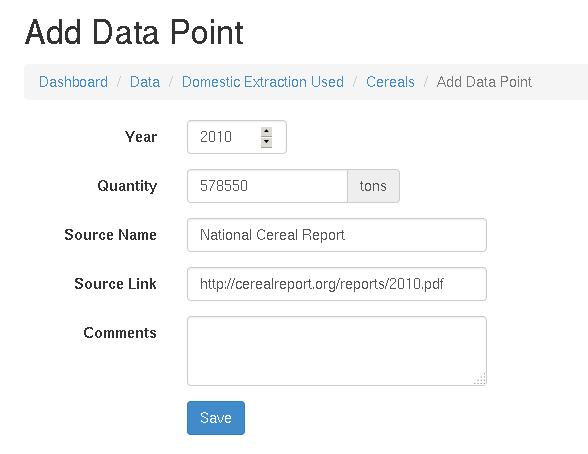 Add Data Point
Dashboard / Data / Domestic Extraction Used / Cereals / Add Data Point
Year 2010
Quantity 578550 tons
Source Name National Cereal Report
Source Link http://cerealreport.org/reports/2010.pdf
Comments
Save